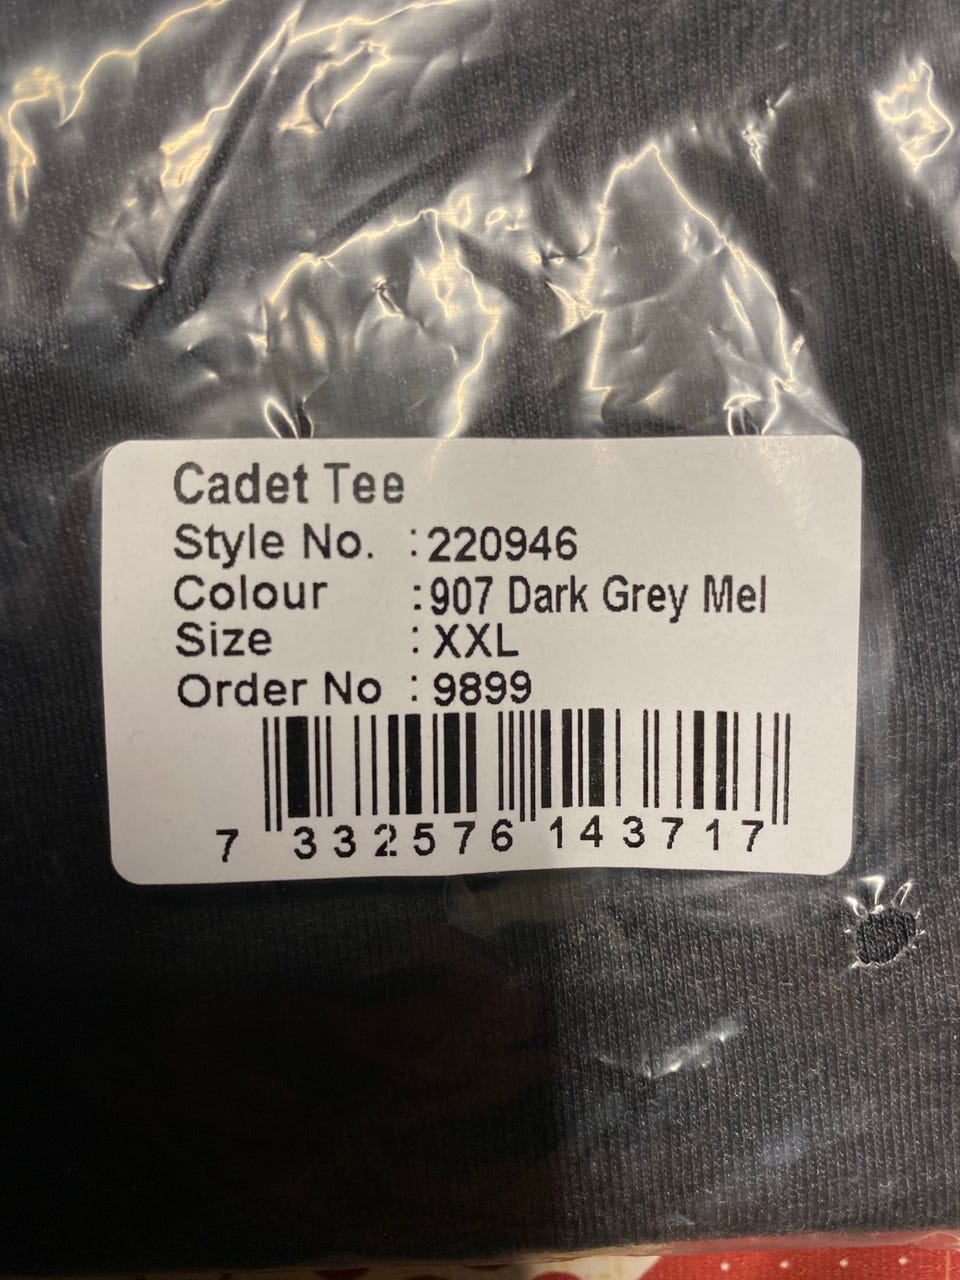 Cadet Tee
Style No. :220946
Colour :907 Dark Grey Mel
Size : XXL
Order No : 9899
7 332576 143717